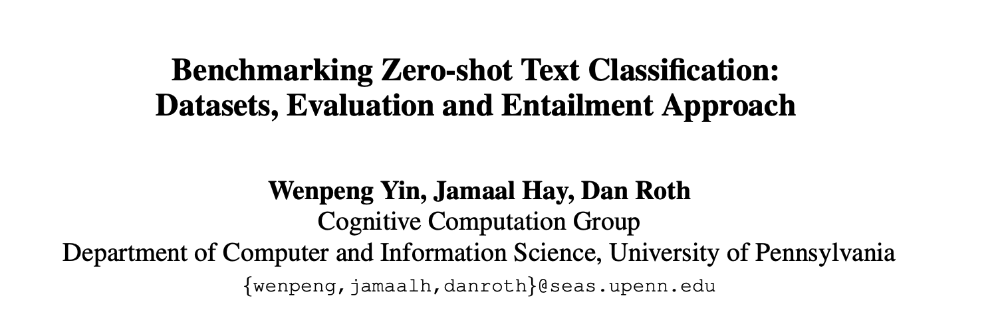 Benchmarking Zero-shot Text Classification:
Datasets, Evaluation and Entailment Approach
Wenpeng Yin, Jamaal Hay, Dan Roth
Cognitive Computation Group
Department of Computer and Information Science, University of Pennsylvania
{wenpeng,jamaalh,danroth}@seas.upenn.edu